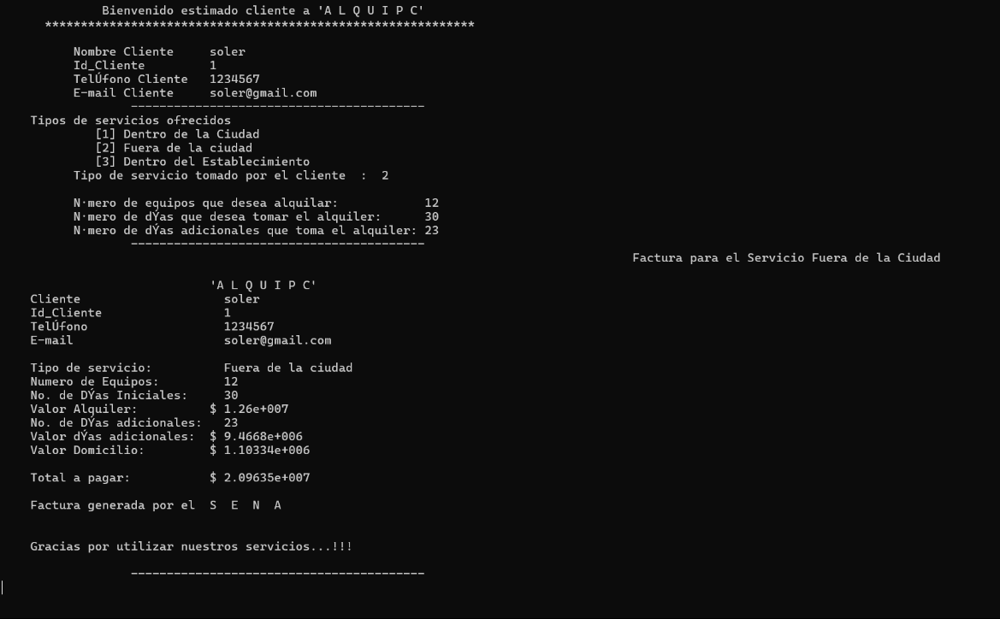 Bienvenido estimado cliente a 'A L Q U I P C'
************************************************************
Nombre Cliente soler
Id_Cliente 1
TelÚfono Cliente 1234567
E-mail Cliente soler@gmail.com
-----------------------------------------
Tipos de servicios ofrecidos
[1] Dentro de la Ciudad
[2] Fuera de la ciudad
[3] Dentro del Establecimiento
Tipo de servicio tomado por el cliente : 2
N·mero de equipos que desea alquilar: 12
N·mero de dÝas que desea tomar el alquiler: 30
N·mero de dÝas adicionales que toma el alquiler: 23
-----------------------------------------
Factura para el Servicio Fuera de la Ciudad
'A L Q U I P C'
Cliente soler
Id_Cliente 1
TelÚfono 1234567
E-mail soler@gmail.com
Tipo de servicio: Fuera de la ciudad
Numero de Equipos: 12
No. de DÝas Iniciales: 30
Valor Alquiler: $ 1.26e+007
No. de DÝas adicionales: 23
Valor dÝas adicionales: $ 9.4668e+006
Valor Domicilio: $ 1.10334e+006
Total a pagar: $ 2.09635e+007
Factura generada por el S E N A
Gracias por utilizar nuestros servicios...!!!
-----------------------------------------